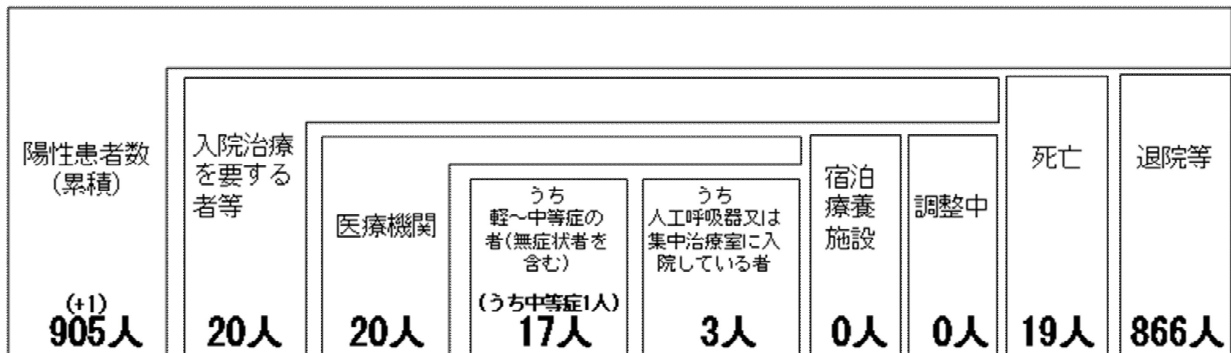 陽性患者数
(累積)
(+1)
905人
入院治療
を要する
者等
20人
医療機関
20人
うち
軽～中等症の
者(無症状者を
含む)
(うち中等症1人)
17人
うち
人工呼吸器又は
集中治療室に入
院している者
3人
宿泊
療養
施設
0人
調整中
0人
死亡
19人
退院等
866人